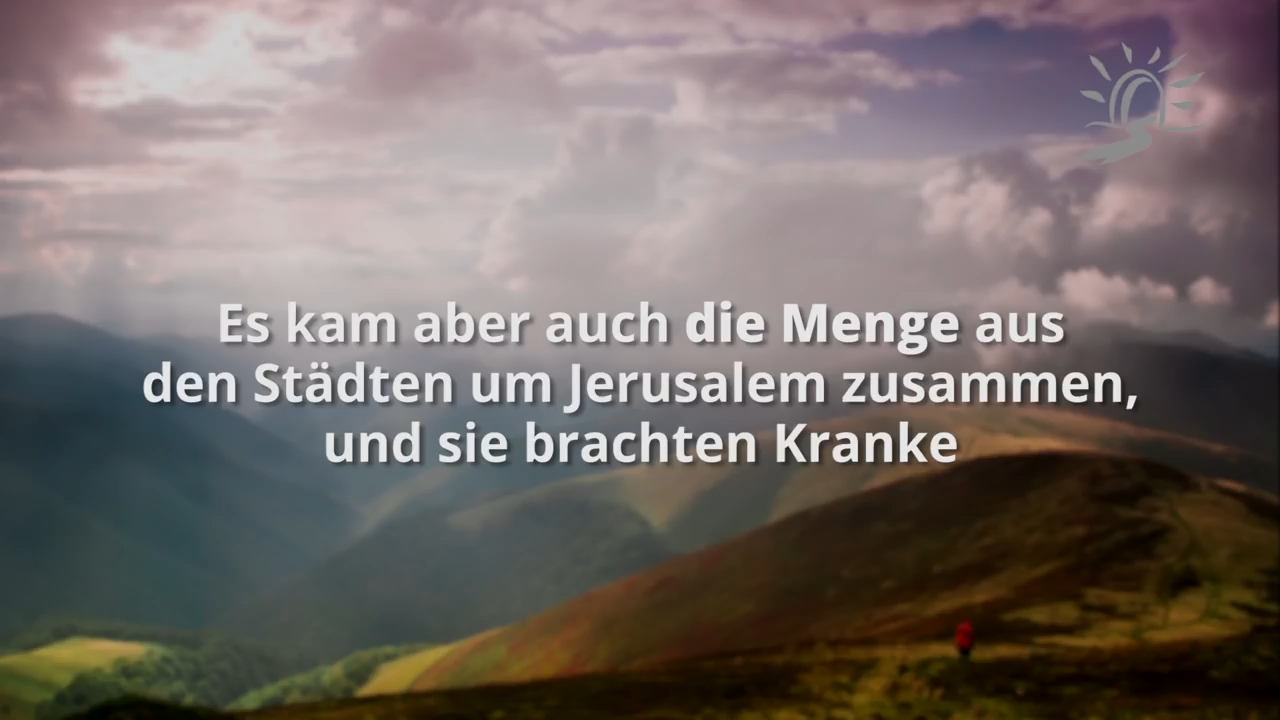 Es kam aber auch die Menge aus
den Städten um Jerusalem zusammen,
und sie brachten Kranke